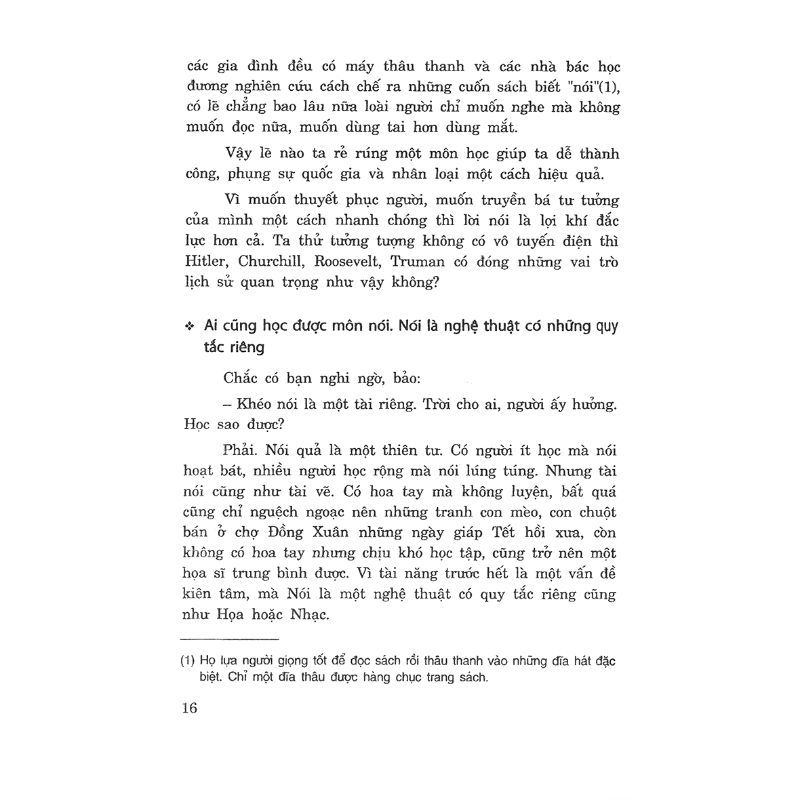 các gia đình đều có máy thâu thanh và các nhà bác học
đương nghiên cứu cách chế ra những cuốn sách biết "nói"(1),
có lẽ chẳng bao lâu nữa loài người chỉ muốn nghe mà không
muốn đọc nữa, muốn dùng tai hơn dùng mắt.
Vậy lẽ nào ta rẻ rúng một môn học giúp ta dễ thành
công, phụng sự quốc gia và nhân loại một cách hiệu quả.
Vì muốn thuyết phục người, muốn truyền bá tư tưởng
của mình một cách nhanh chóng thì lời nói là lợi khí đắc
lực hơn cả. Ta thử tưởng tượng không có vô tuyến điện thì
Hitler, Churchill, Roosevelt, Truman có đóng những vai trò
lịch sử quan trọng như vậy không?
❖ Ai cũng học được môn nói. Nói là nghệ thuật có những quy
tắc riêng
Chắc có bạn nghi ngờ, bảo:
– Khéo nói là một tài riêng. Trời cho ai, người ấy hưởng.
Học sao được?
Phải. Nói quả là một thiên tư. Có người ít học mà nói
hoạt bát, nhiều người học rộng mà nói lúng túng. Nhưng tài
nói cũng như tài vẽ. Có hoa tay mà không luyện, bất quá
cũng chỉ nguệch ngoạc nên những tranh con mèo, con chuột
bán ở chợ Đồng Xuân những ngày giáp Tết hồi xưa, còn
không có hoa tay nhưng chịu khó học tập, cũng trở nên một
họa sĩ trung bình được. Vì tài năng trước hết là một vấn đề
kiên tâm, mà Nói là một nghệ thuật có quy tắc riêng cũng
như Họa hoặc Nhạc.
(1) Họ lựa người giọng tốt để đọc sách rồi thâu thanh vào những đĩa hát đặc
biệt. Chỉ một đĩa thâu được hàng chục trang sách.
16